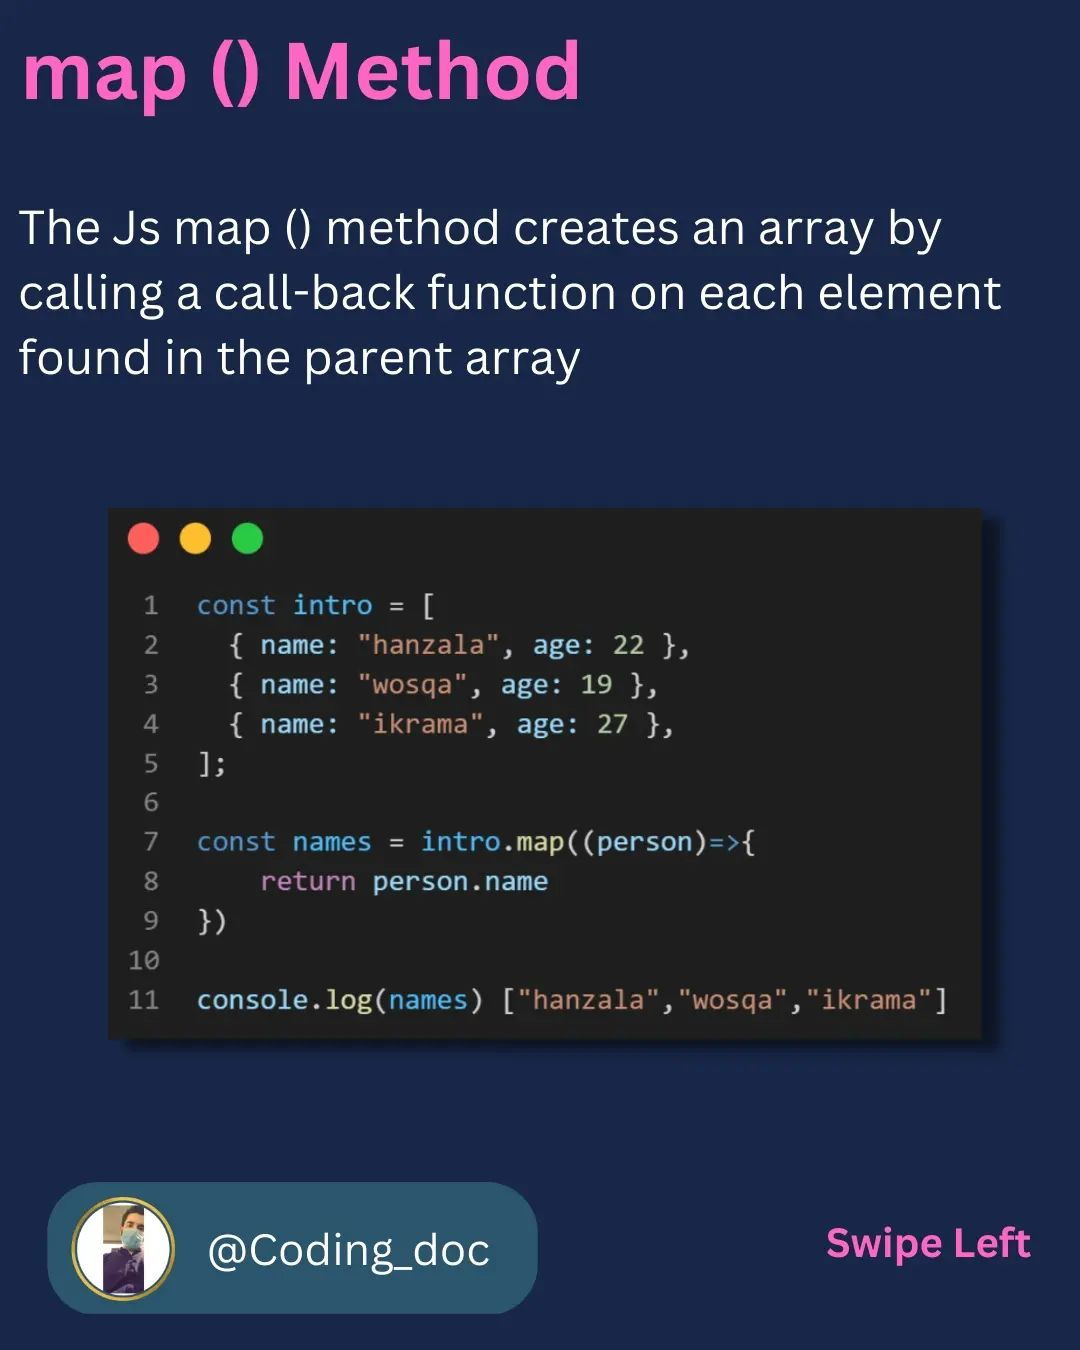 map () Method
The Js map () method creates an array by
calling a call-back function on each element
found in the parent array
1 const intro = [
2 { name: "hanzala", age: 22 },
3 { name: "wosqa", age: 19 },
4 { name: "ikrama", age: 27 },
5 ];
6
7 const names = intro.map((person)=>{
8 return person.name
9 })
10
11 console.log(names) ["hanzala","wosqa","ikrama"]
@Coding_doc
Swipe Left